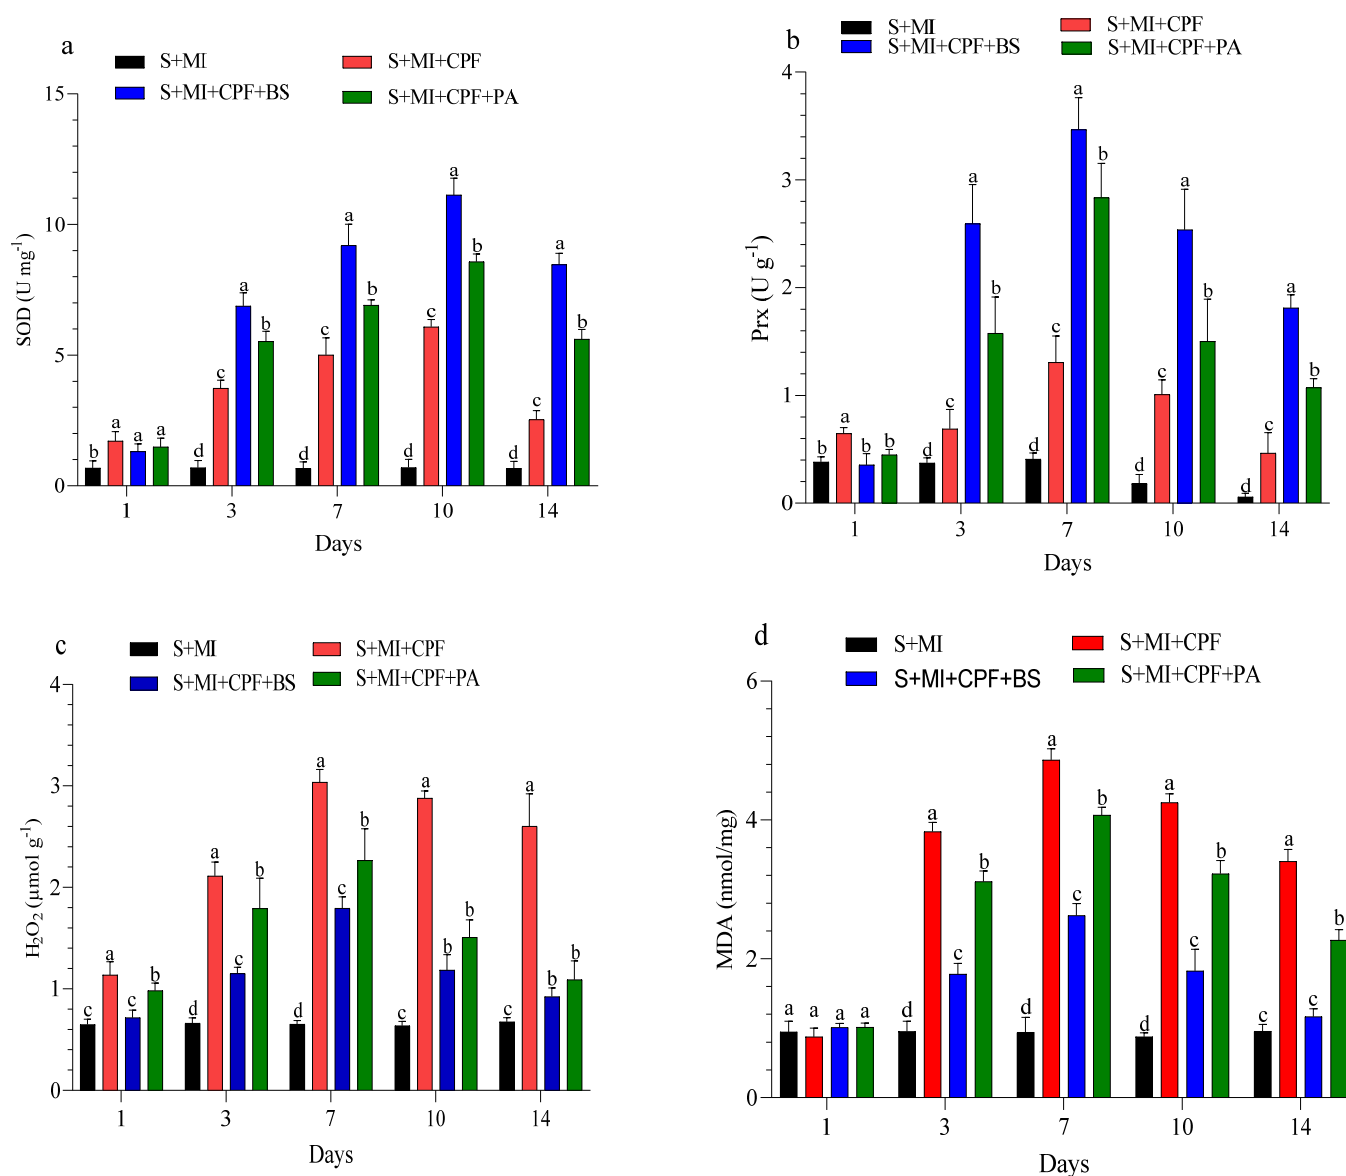 a
S+MI
S+MI+CPF
S+MI+CPF+BS
S+MI+CPF+PA
SOD (U mg⁻¹)
15
10
5
0
b a a a
d c a b
d c a b
d c a b
d c a b
1 3 7 10 14
Days
b
S+MI
S+MI+CPF
S+MI+CPF+BS
S+MI+CPF+PA
Prx (U g⁻¹)
4
3
2
1
0
b a b b
d c a b
d c a b
d c a b
d c a b
1 3 7 10 14
Days
c
S+MI
S+MI+CPF
S+MI+CPF+BS
S+MI+CPF+PA
H₂O₂ (µmol g⁻¹)
4
3
2
1
0
c a c b
d a c b
d a c b
c a b b
c a b b
1 3 7 10 14
Days
d
S+MI
S+MI+CPF
S+MI+CPF+BS
S+MI+CPF+PA
MDA (nmol/mg)
6
4
2
0
a a a a
d a c b
d a c b
d a c b
c a c b
1 3 7 10 14
Days